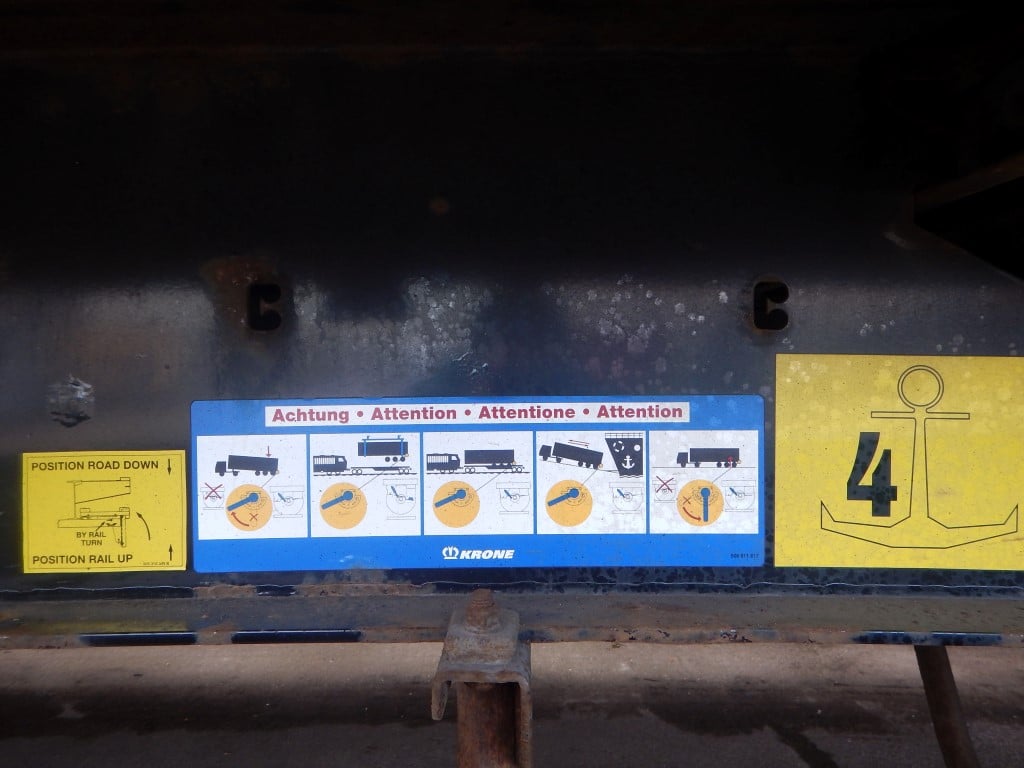 POSITION ROAD DOWN
BY RAIL
TURN
POSITION RAIL UP
Achtung • Attention • Attentione • Attention
KRONE
4